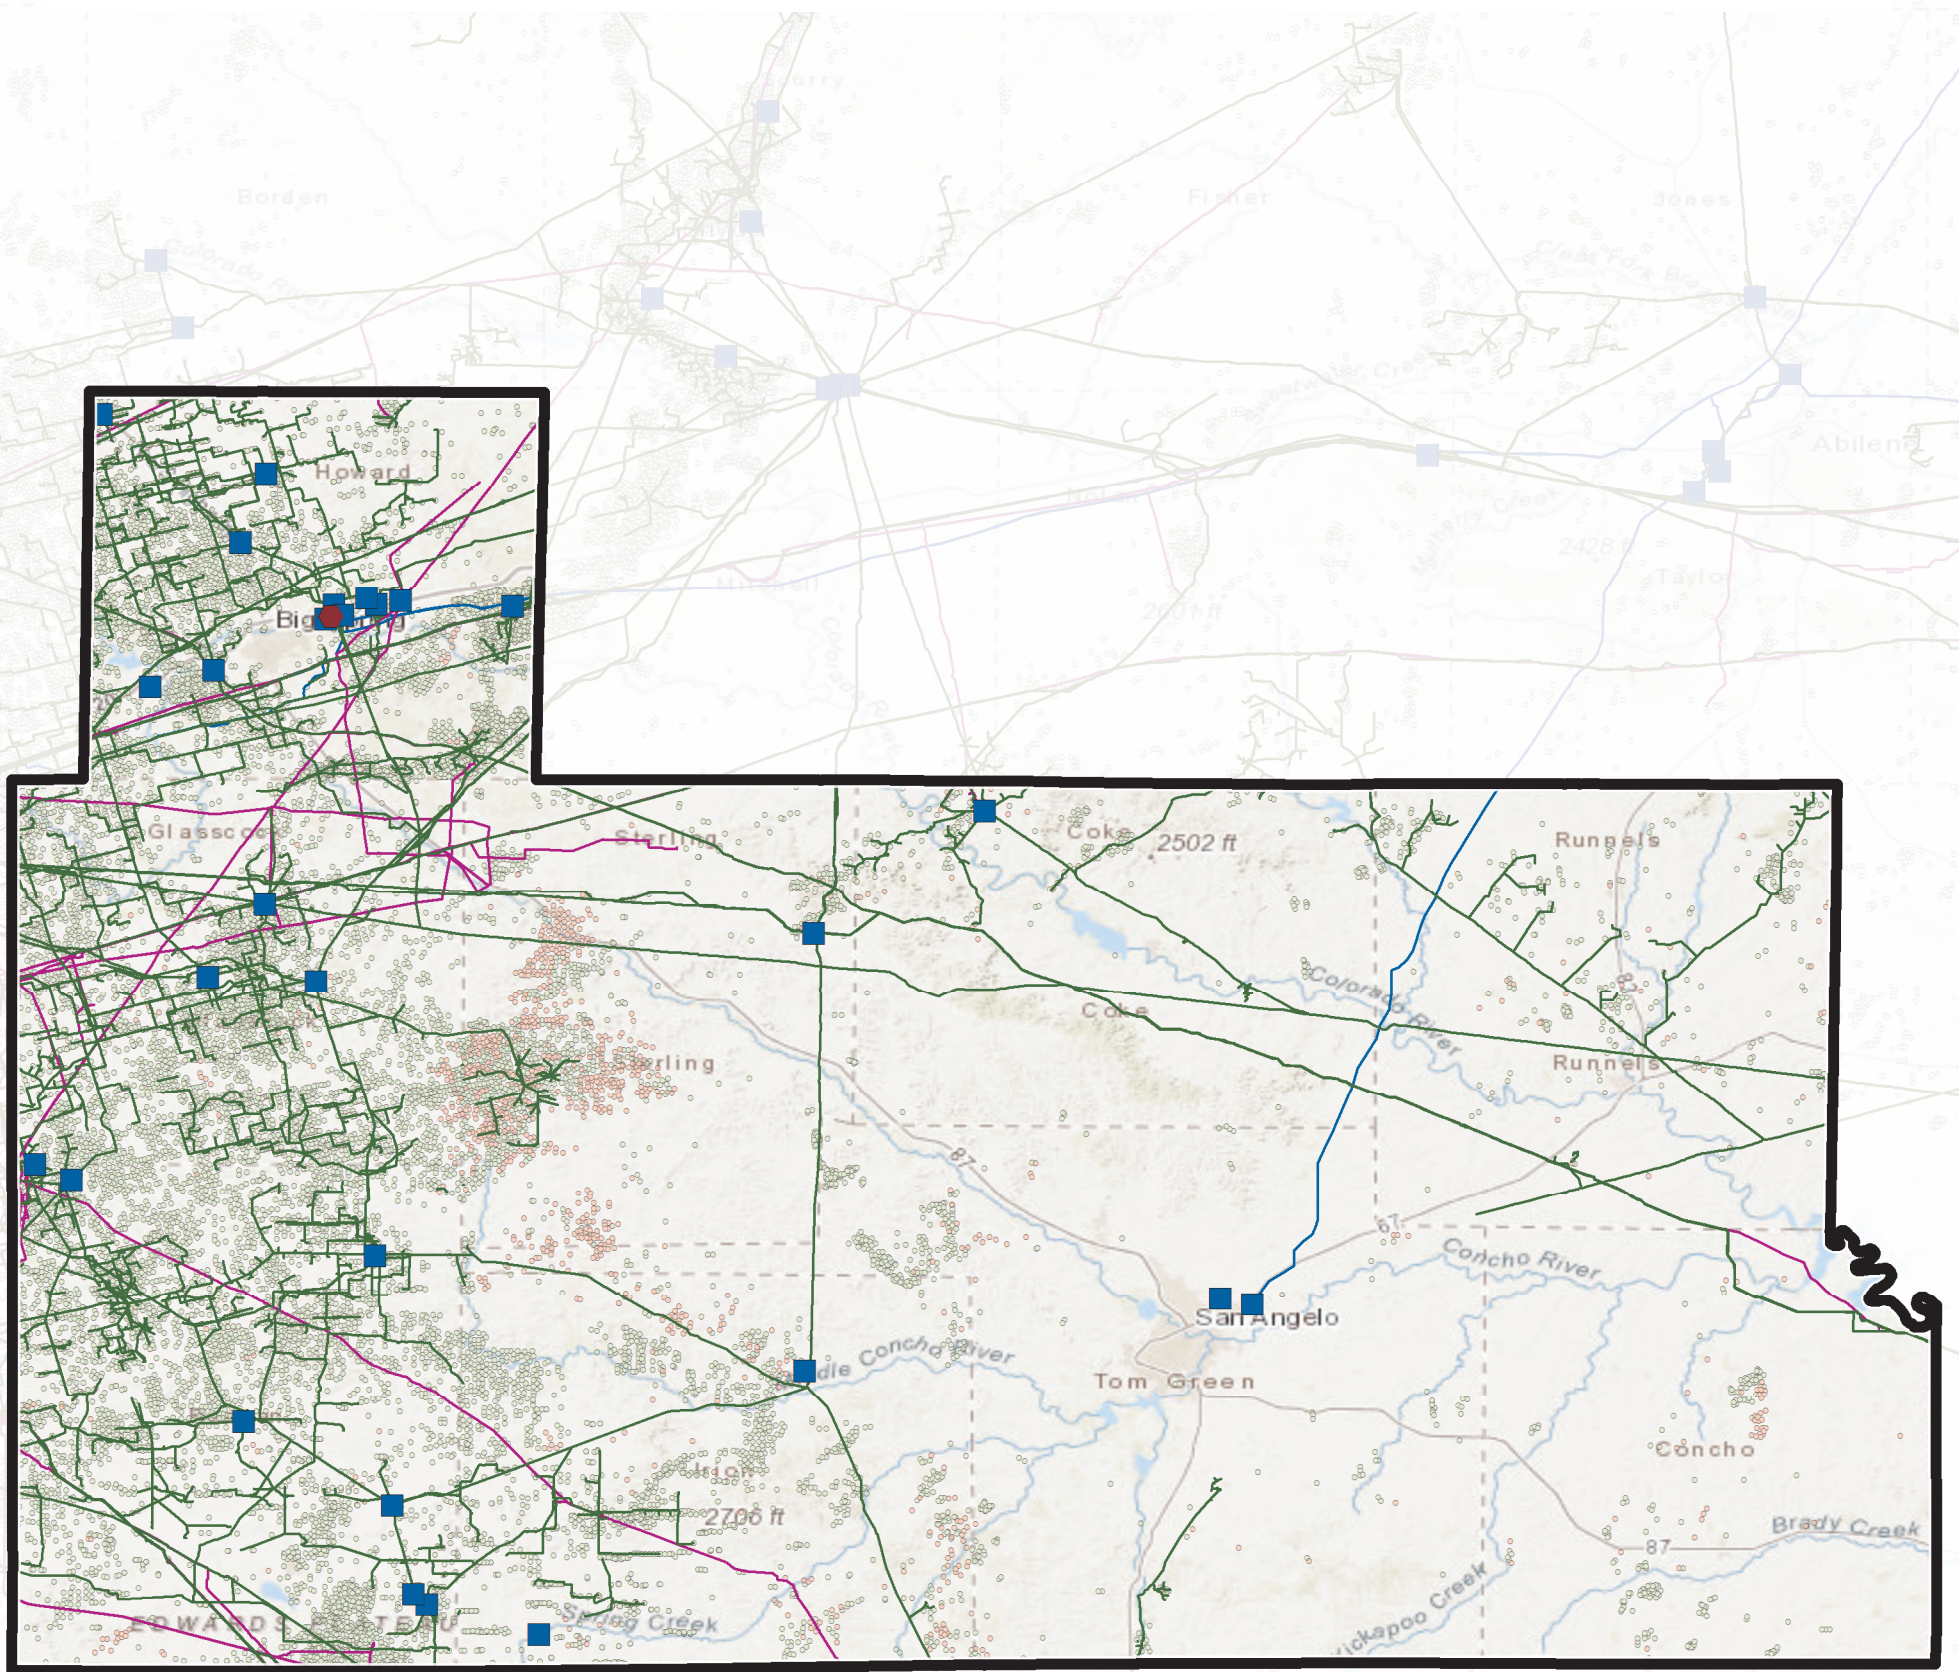 Scurry
Borden
Fisher
Jones
84
Colorado River
Clear Fork Brazos
Sweetwater Creek
Abilene
Howard
Mulberry Creek
2428 ft
Mitchell
Taylor
2601 ft
Big Spring
Glasscock
Sterling
Coke
2502 ft
Runnels
Colorado River
83
Coke
Sterling
Runnels
87
67
Concho River
San Angelo
Middle Concho River
Tom Green
Concho
Irion
2706 ft
Brady Creek
87
Kickapoo Creek
Spring Creek
EDWARDS PLATEAU